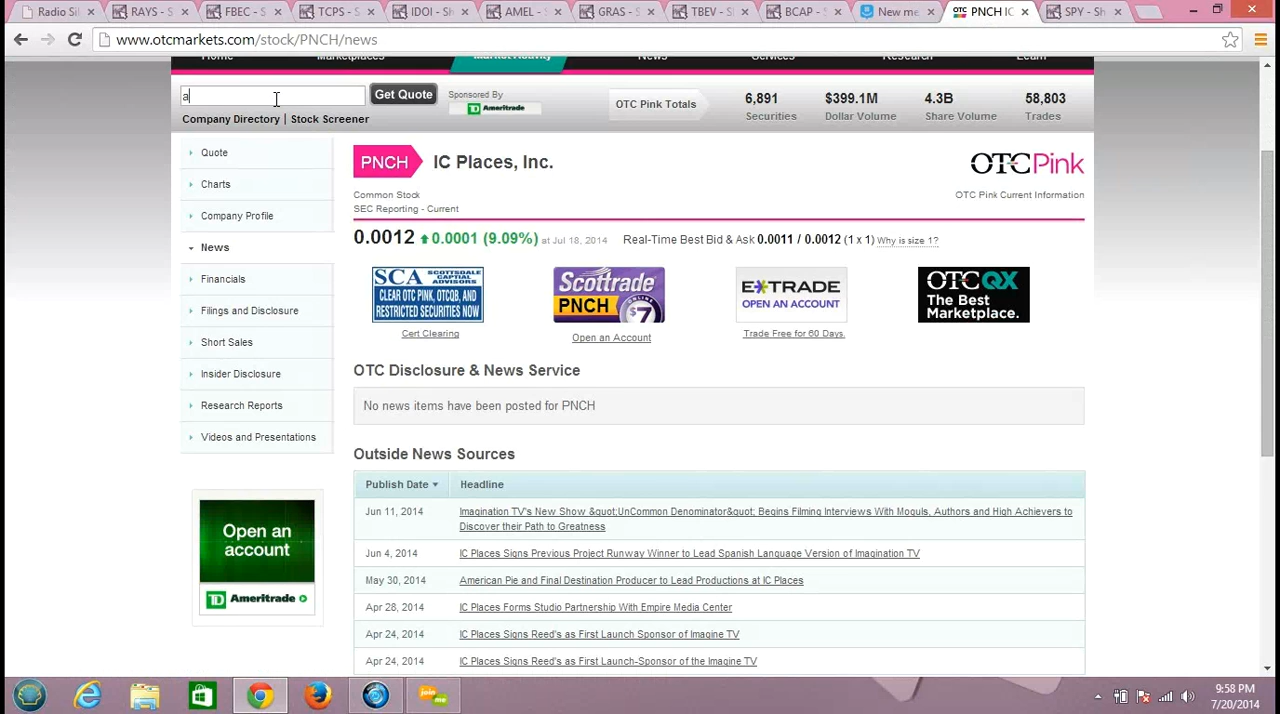 Radio Si
RAYS - S
FBEC - S
TCPS - S
IDOI - Sh
AMEL - S
GRAS - S
TBEV - Sh
BCAP - S
New me
PNCH IC
SPY - Sh
www.otcmarkets.com/stock/PNCH/news
Home
Marketplaces
Market Activity
News
Services
Research
Learn
a
Get Quote
Company Directory | Stock Screener
Sponsored By
TD Ameritrade
OTC Pink Totals
6,891
Securities
$399.1M
Dollar Volume
4.3B
Share Volume
58,803
Trades
Quote
Charts
Company Profile
News
Financials
Filings and Disclosure
Short Sales
Insider Disclosure
Research Reports
Videos and Presentations
Open an
account
TD Ameritrade
PNCH IC Places, Inc.
OTC Pink
Common Stock
SEC Reporting - Current
OTC Pink Current Information
0.0012 0.0001 (9.09%) at Jul 18, 2014 Real-Time Best Bid & Ask 0.0011 / 0.0012 (1 x 1) Why is size 1?
SCA SCOTTSDALE CAPITAL ADVISORS
CLEAR OTC PINK, OTCQB, AND RESTRICTED SECURITIES NOW
Cert Clearing
Scottrade
PNCH ONLINE $7
Open an Account
E*TRADE
OPEN AN ACCOUNT
Trade Free for 60 Days.
OTC QX
The Best
Marketplace.
OTC Disclosure & News Service
No news items have been posted for PNCH
Outside News Sources
Publish Date Headline
Jun 11, 2014 Imagination TV's New Show &quot;UnCommon Denominator&quot; Begins Filming Interviews With Moguls, Authors and High Achievers to
Discover their Path to Greatness
Jun 4, 2014 IC Places Signs Previous Project Runway Winner to Lead Spanish Language Version of Imagination TV
May 30, 2014 American Pie and Final Destination Producer to Lead Productions at IC Places
Apr 28, 2014 IC Places Forms Studio Partnership With Empire Media Center
Apr 24, 2014 IC Places Signs Reed's as First Launch Sponsor of Imagine TV
Apr 24, 2014 IC Places Signs Reed's as First Launch-Sponsor of the Imagine TV
join
me
9:58 PM
7/20/2014